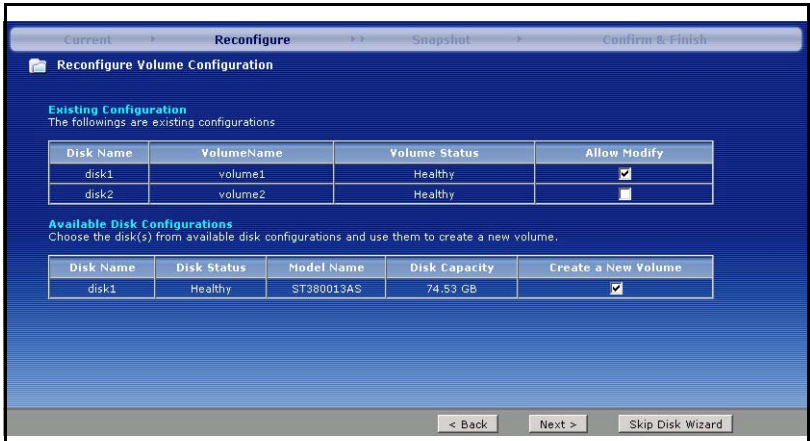 Current Reconfigure Snapshot Confirm & Finish
Reconfigure Volume Configuration
Existing Configuration
The followings are existing configurations
Disk Name VolumeName Volume Status Allow Modify
disk1 volume1 Healthy
disk2 volume2 Healthy
Available Disk Configurations
Choose the disk(s) from available disk configurations and use them to create a new volume.
Disk Name Disk Status Model Name Disk Capacity Create a New Volume
disk1 Healthy ST380013AS 74.53 GB
< Back Next > Skip Disk Wizard